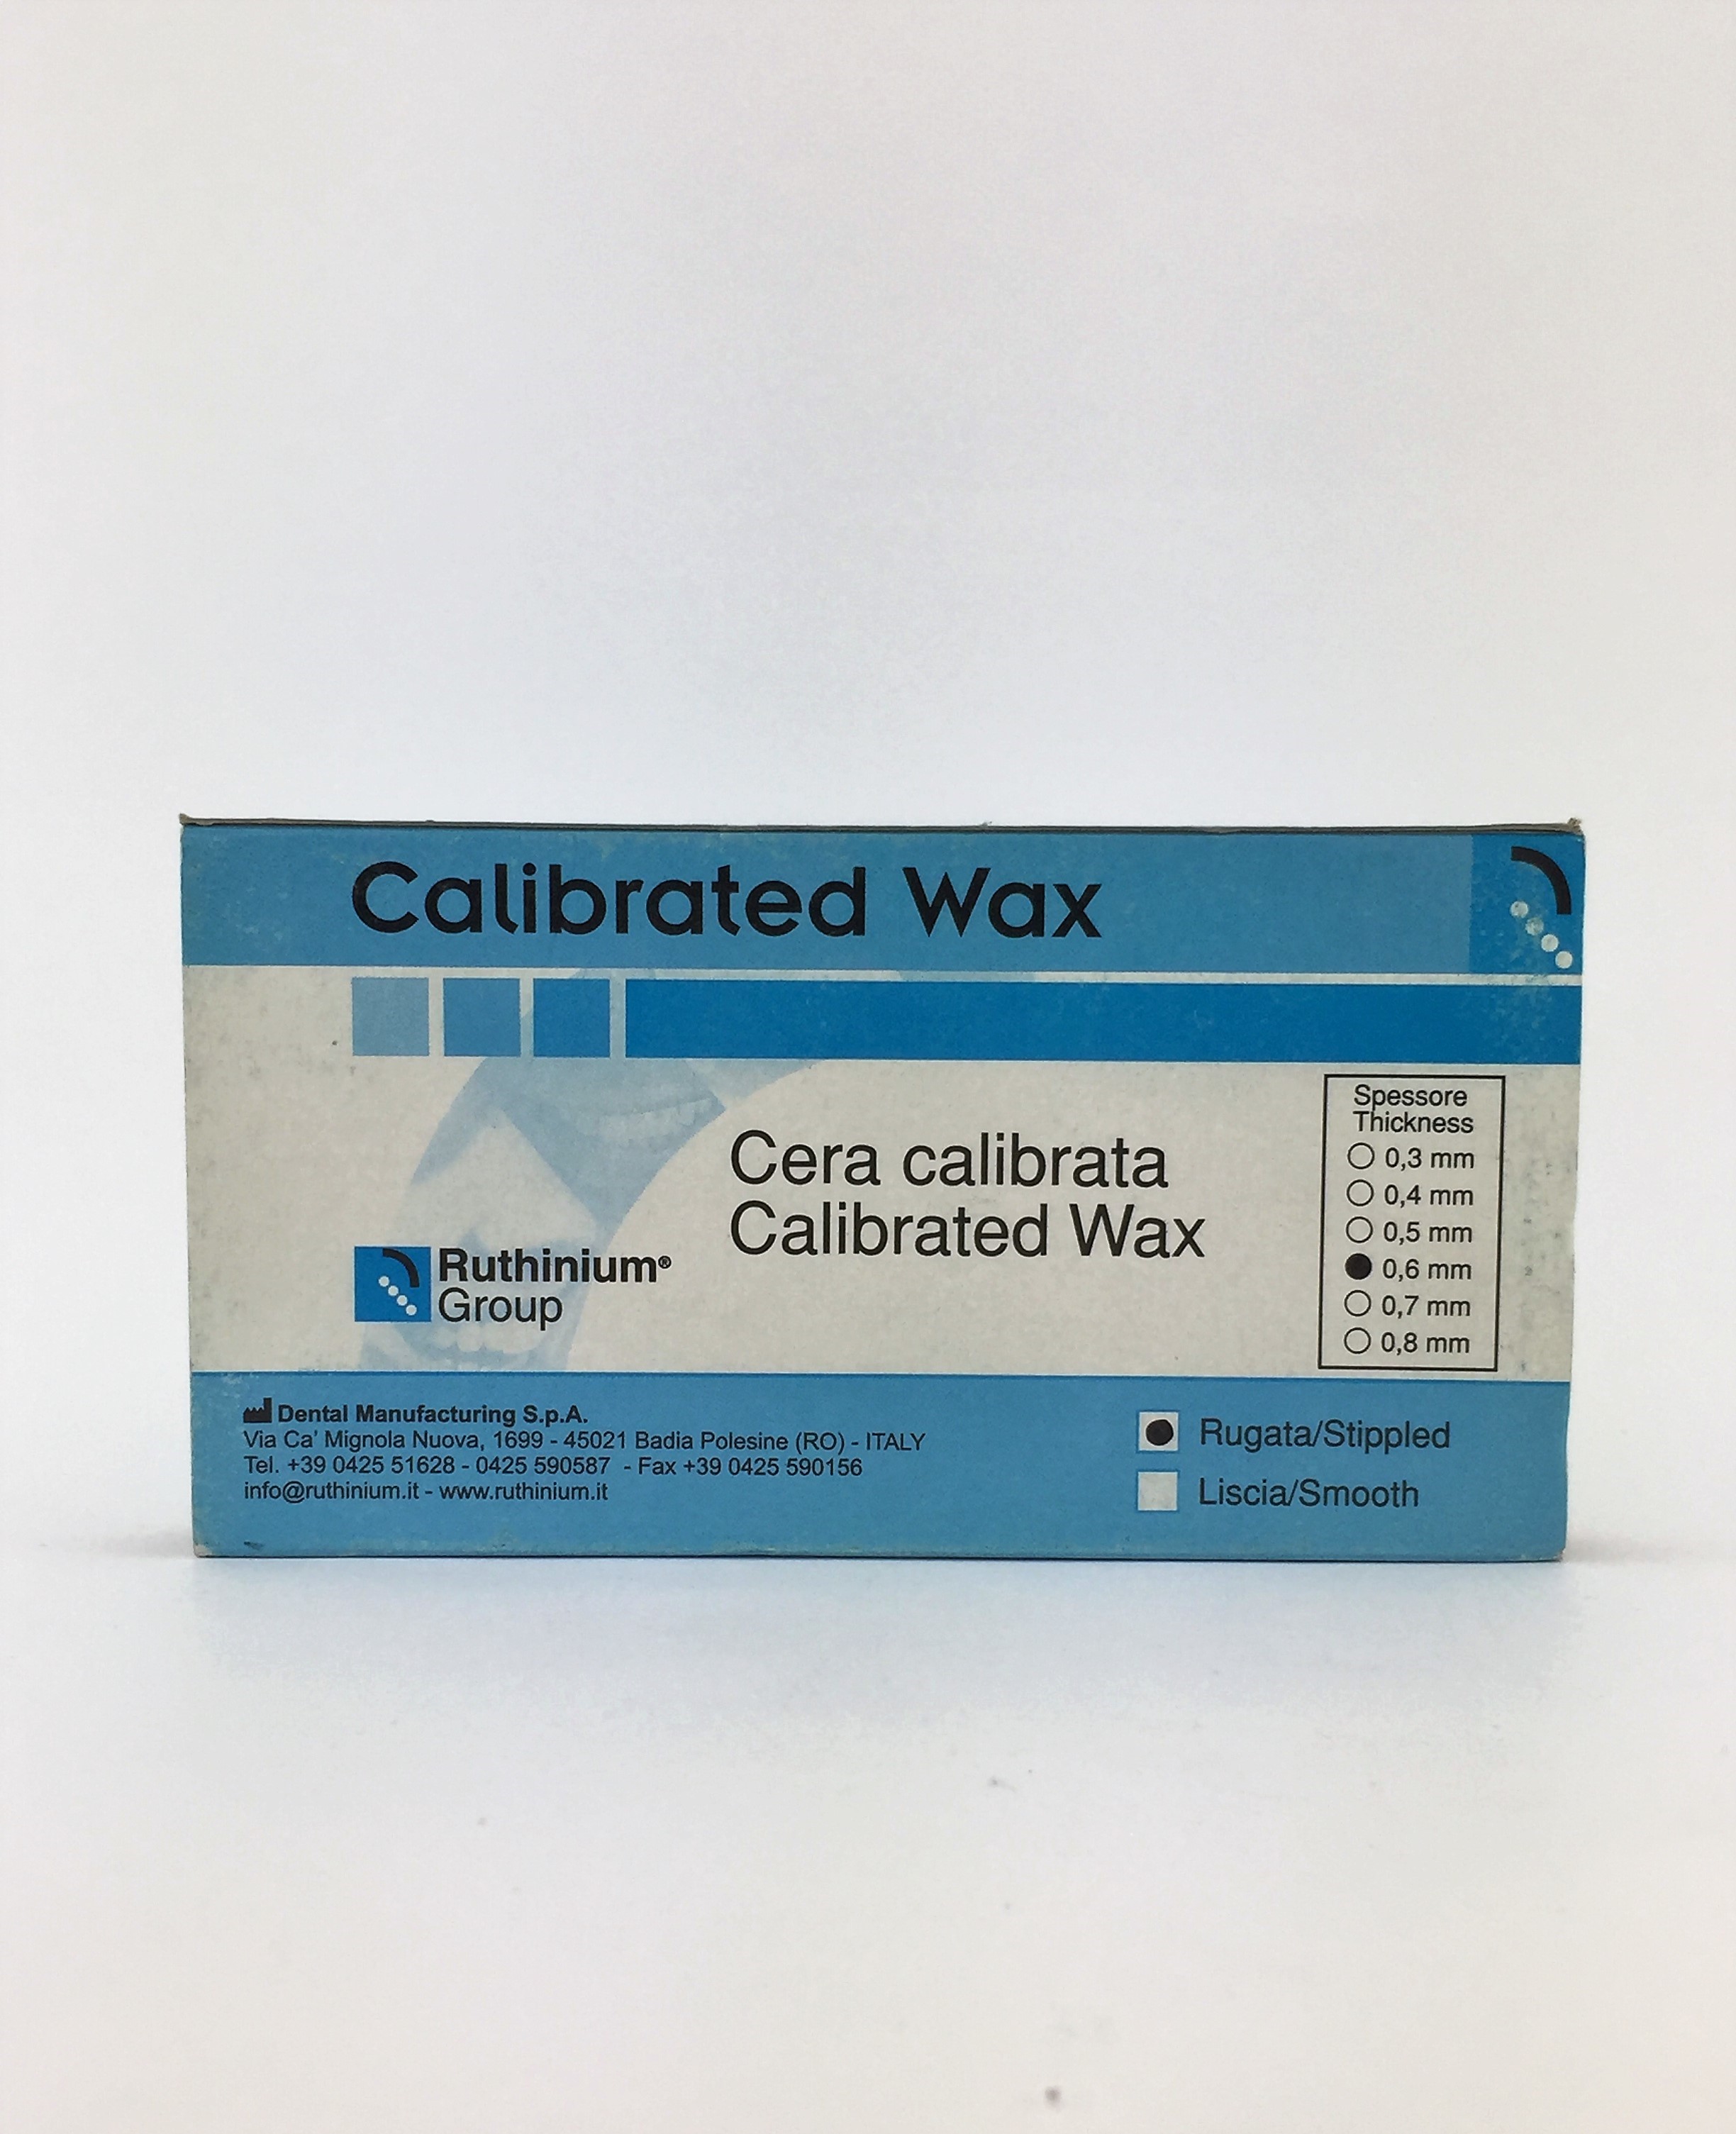 Calibrated Wax
Cera calibrata
Calibrated Wax
Ruthinium®
Group
Spessore
Thickness
0,3 mm
0,4 mm
0,5 mm
0,6 mm
0,7 mm
0,8 mm
Dental Manufacturing S.p.A.
Via Ca' Mignola Nuova, 1699 - 45021 Badia Polesine (RO) - ITALY
Tel. +39 0425 51628 - 0425 590587 - Fax +39 0425 590156
info@ruthinium.it - www.ruthinium.it
Rugata/Stippled
Liscia/Smooth